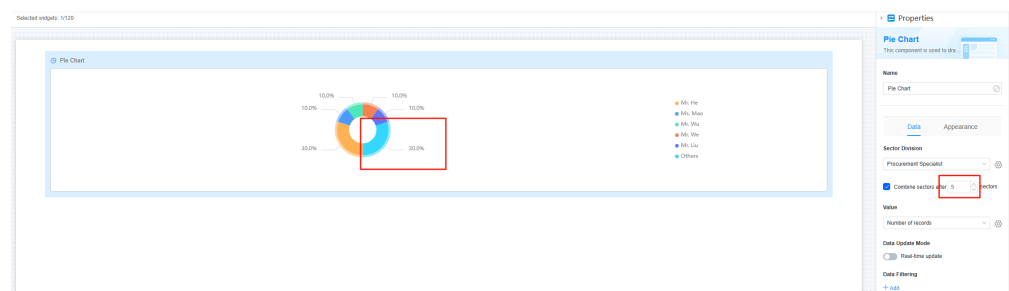 Selected widgets: 1/120
Properties
Pie Chart
This component is used to dra
Pie Chart
Name
Pie Chart
10.0%
10.0%
10.0%
10.0%
30.0%
30.0%
Mr. He
Ms. Mao
Mr. Wu
Mr. We
Mr. Liu
Others
Data
Appearance
Sector Division
Procurement Specialist
Combine sectors after 5 sectors
Value
Number of records
Data Update Mode
Real-time update
Data Filtering
+ Add